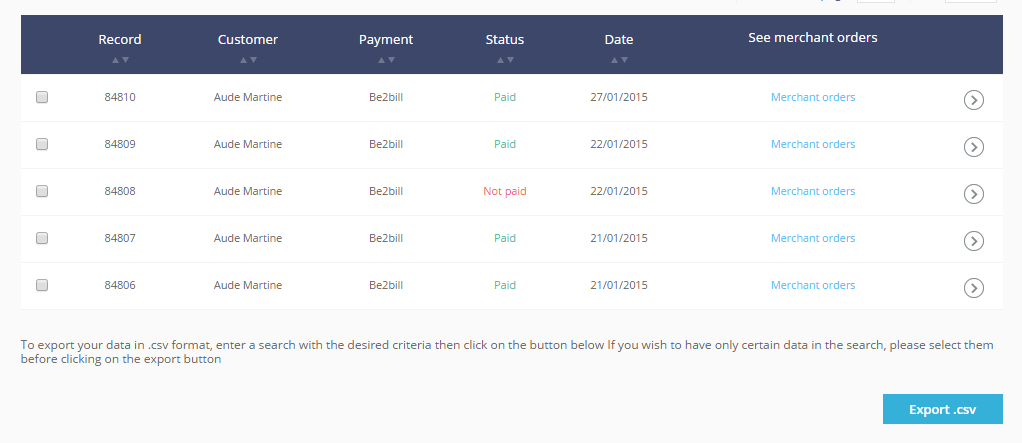 Record Customer Payment Status Date See merchant orders
84810 Aude Martine Be2bill Paid 27/01/2015 Merchant orders
84809 Aude Martine Be2bill Paid 22/01/2015 Merchant orders
84808 Aude Martine Be2bill Not paid 22/01/2015 Merchant orders
84807 Aude Martine Be2bill Paid 21/01/2015 Merchant orders
84806 Aude Martine Be2bill Paid 21/01/2015 Merchant orders
To export your data in .csv format, enter a search with the desired criteria then click on the button below If you wish to have only certain data in the search, please select them
before clicking on the export button
Export .csv